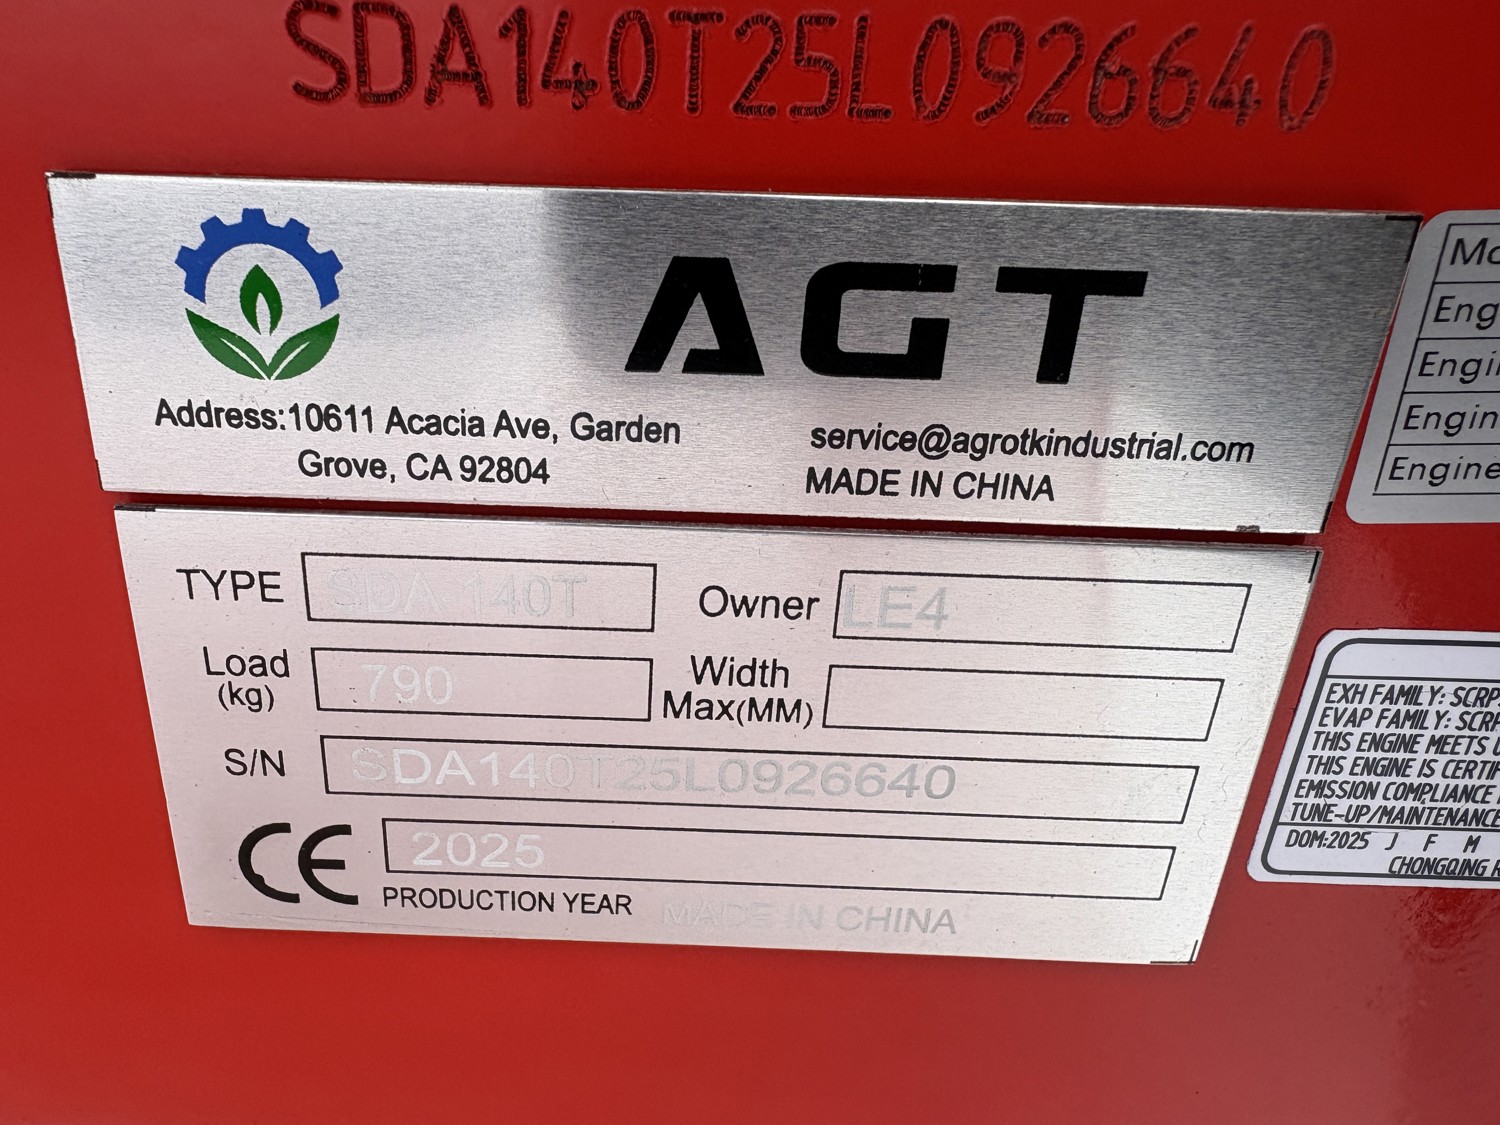 SDA140T25L0926640
AGT
Address:10611 Acacia Ave, Garden
Grove, CA 92804
service@agrotkindustrial.com
MADE IN CHINA
TYPE SDA 140T Owner LE4
Load
(kg) 790
Width
Max(MM)
S/N SDA140T25L0926640
CE 2025
PRODUCTION YEAR MADE IN CHINA
Engine
EXH FAMILY:
EVAP FAMILY:
THIS ENGINE MEETS
THIS ENGINE IS
EMISSION COMPLIANCE
TUNE-UP/MAINTENANCE
DOM:2025 J F M
CHONGQING